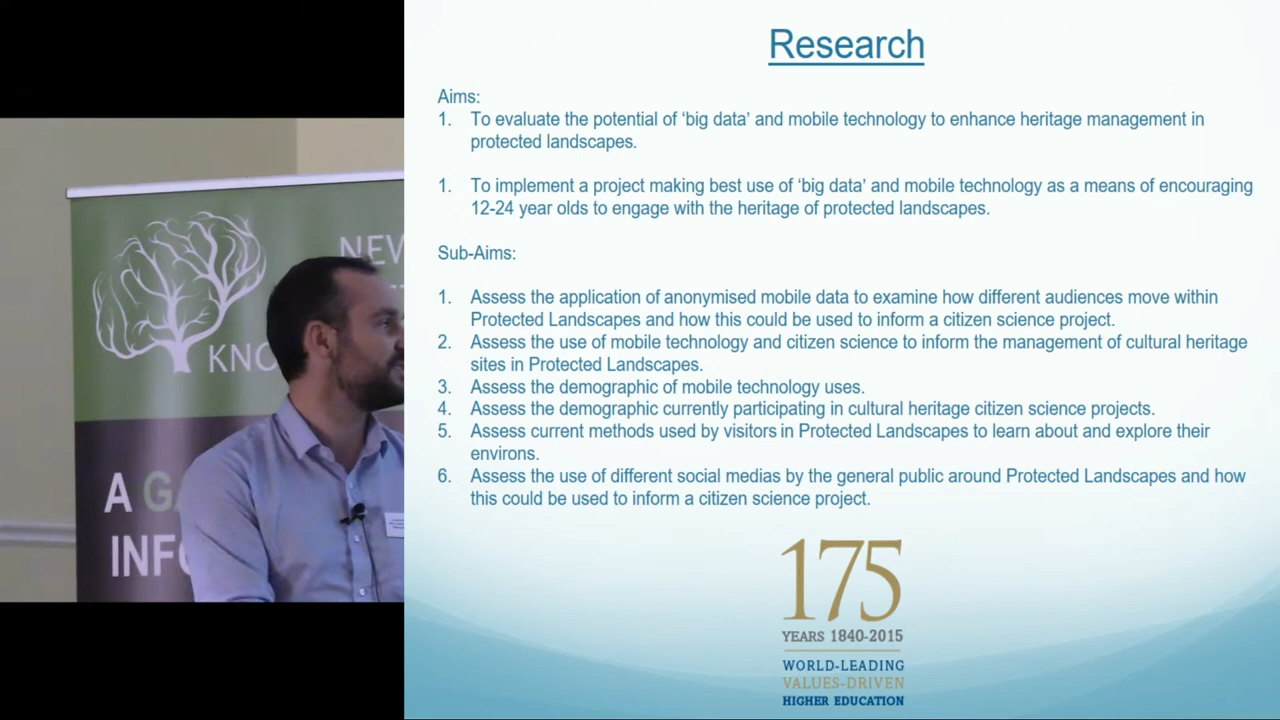 NEW
KNO
A G
INFO
Research
Aims:
1. To evaluate the potential of ‘big data’ and mobile technology to enhance heritage management in
protected landscapes.
1. To implement a project making best use of ‘big data’ and mobile technology as a means of encouraging
12-24 year olds to engage with the heritage of protected landscapes.
Sub-Aims:
1. Assess the application of anonymised mobile data to examine how different audiences move within
Protected Landscapes and how this could be used to inform a citizen science project.
2. Assess the use of mobile technology and citizen science to inform the management of cultural heritage
sites in Protected Landscapes.
3. Assess the demographic of mobile technology uses.
4. Assess the demographic currently participating in cultural heritage citizen science projects.
5. Assess current methods used by visitors in Protected Landscapes to learn about and explore their
environs.
6. Assess the use of different social medias by the general public around Protected Landscapes and how
this could be used to inform a citizen science project.
175
YEARS 1840-2015
WORLD-LEADING
VALUES-DRIVEN
HIGHER EDUCATION